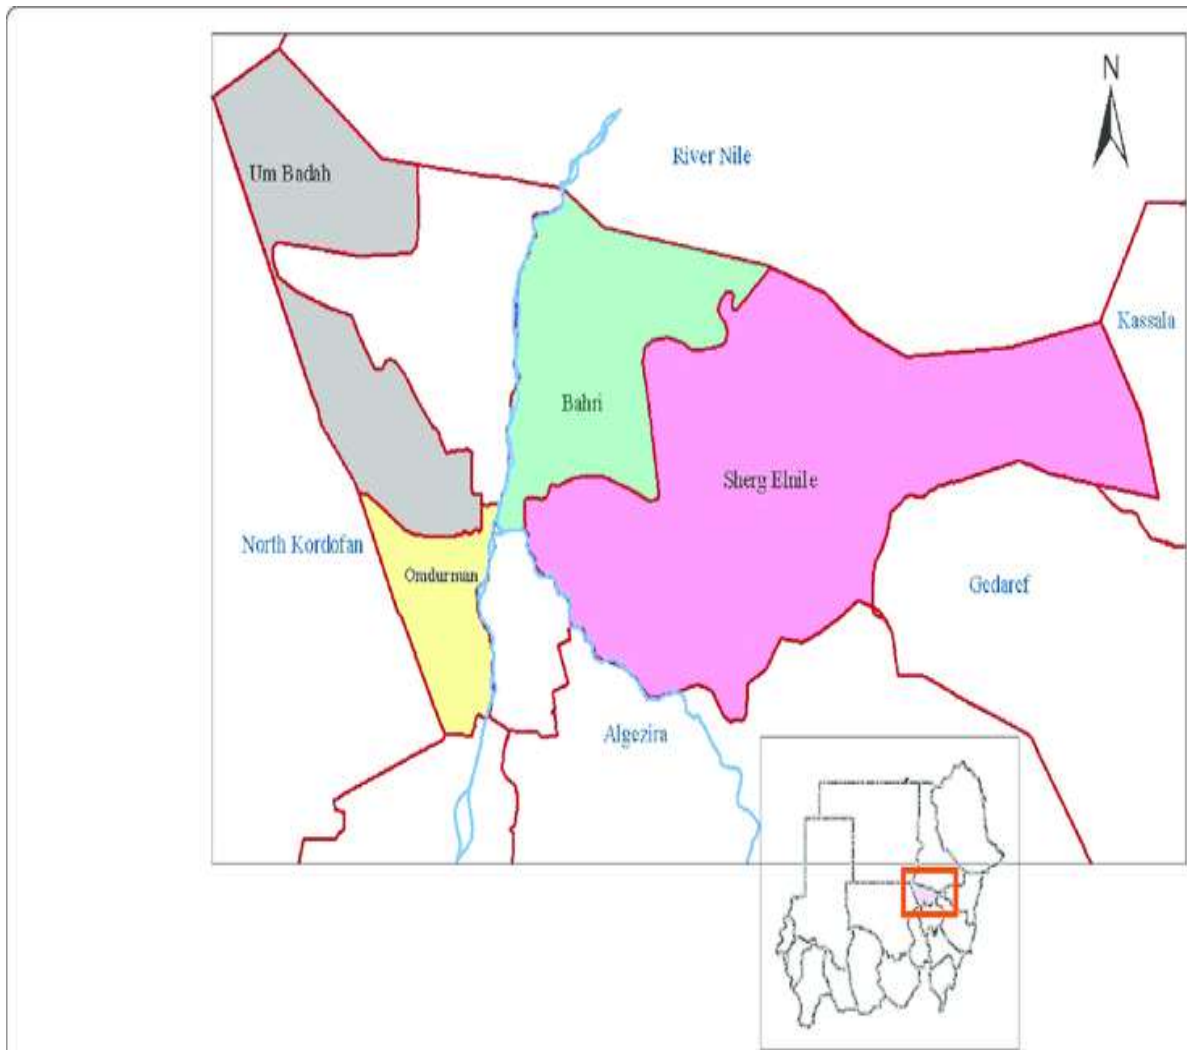 N
River Nile
Um Badah
Kassala
Bahri
Sherg Elnile
North Kordofan
Omdurman
Gedaref
Algezira